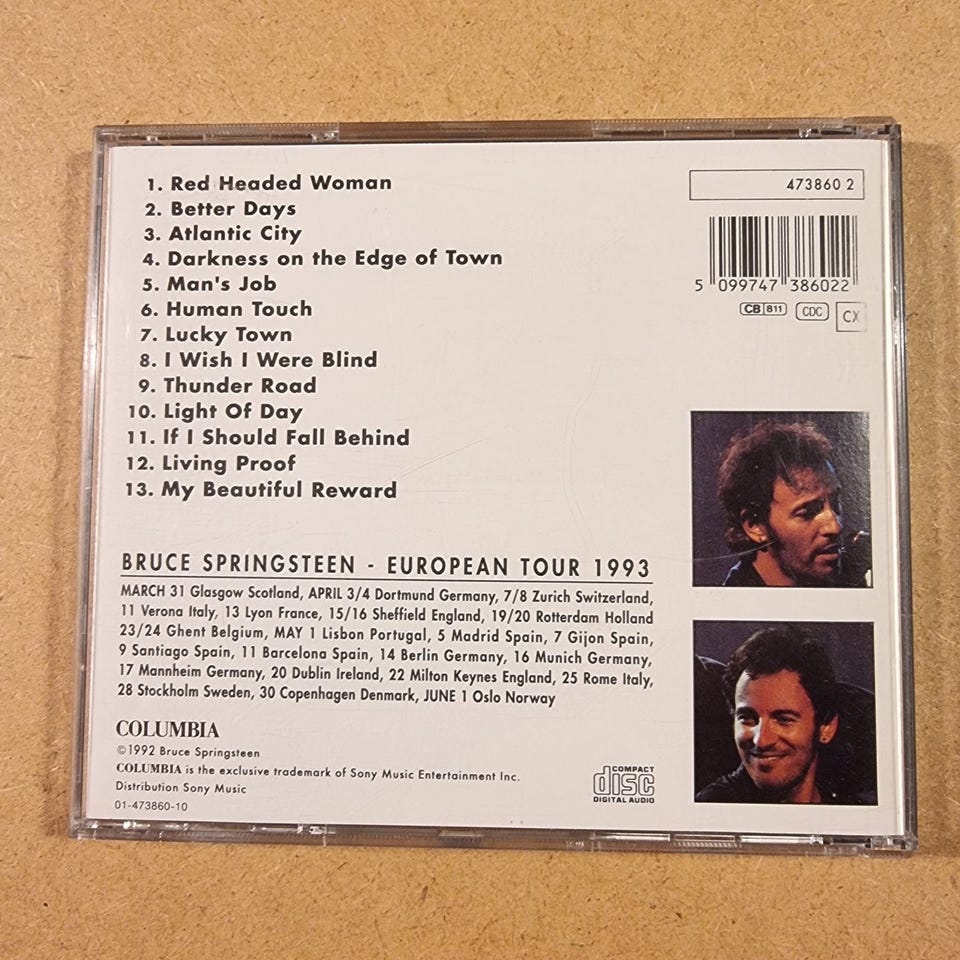 1. Red Headed Woman
2. Better Days
3. Atlantic City
4. Darkness on the Edge of Town
5. Man's Job
6. Human Touch
7. Lucky Town
8. I Wish I Were Blind
9. Thunder Road
10. Light Of Day
11. If I Should Fall Behind
12. Living Proof
13. My Beautiful Reward
473860 2
5 099747 386022
CB 811 CDC CX
BRUCE SPRINGSTEEN - EUROPEAN TOUR 1993
MARCH 31 Glasgow Scotland, APRIL 3/4 Dortmund Germany, 7/8 Zurich Switzerland,
11 Verona Italy, 13 Lyon France, 15/16 Sheffield England, 19/20 Rotterdam Holland
23/24 Ghent Belgium, MAY 1 Lisbon Portugal, 5 Madrid Spain, 7 Gijon Spain,
9 Santiago Spain, 11 Barcelona Spain, 14 Berlin Germany, 16 Munich Germany,
17 Mannheim Germany, 20 Dublin Ireland, 22 Milton Keynes England, 25 Rome Italy,
28 Stockholm Sweden, 30 Copenhagen Denmark, JUNE 1 Oslo Norway
COLUMBIA
©1992 Bruce Springsteen
COLUMBIA is the exclusive trademark of Sony Music Entertainment Inc.
Distribution Sony Music
01-473860-10
COMPACT
disc
DIGITAL AUDIO